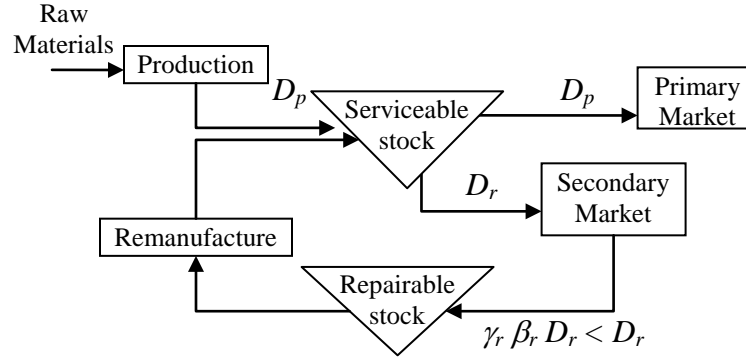 Raw
Materials
Production
D_p
Serviceable
stock
D_p
Primary
Market
D_r
Secondary
Market
Remanufacture
Repairable
stock
γ_r β_r D_r < D_r